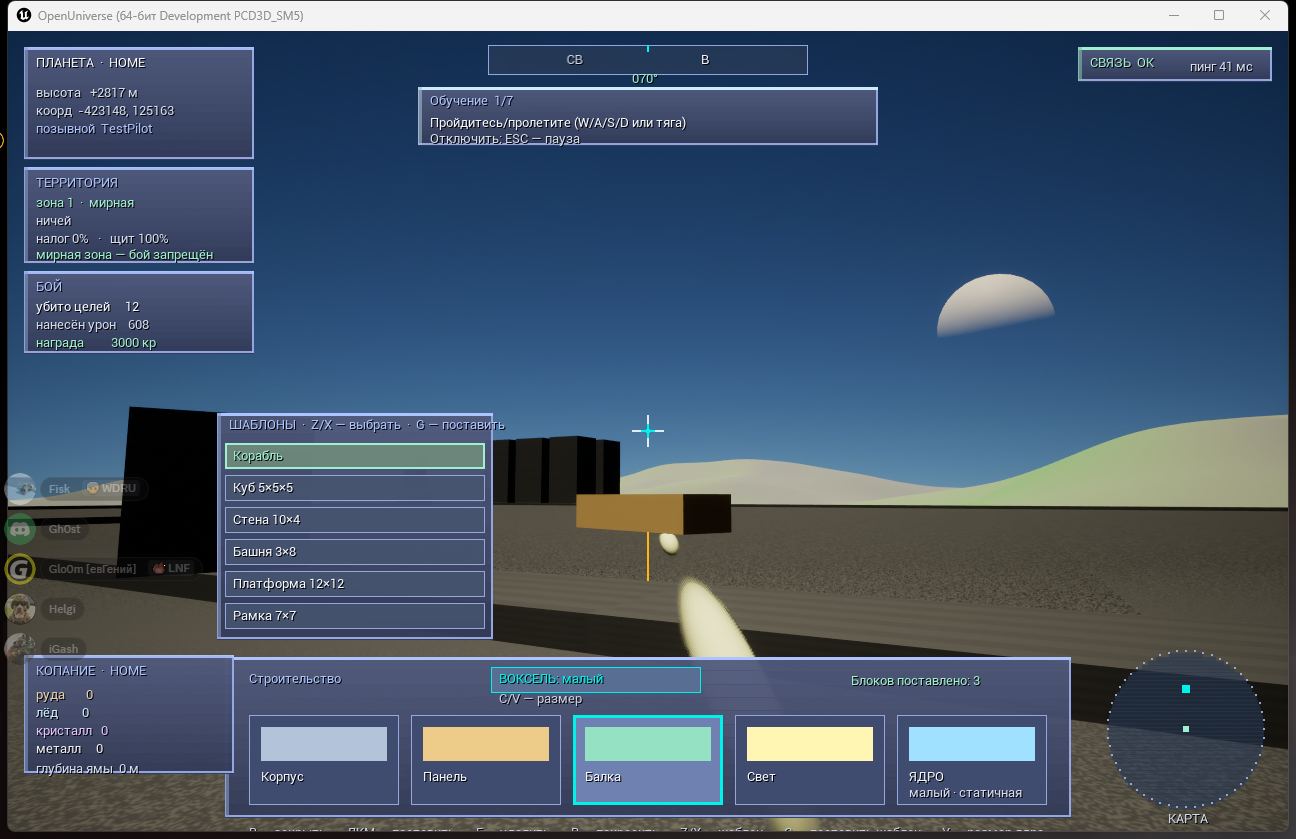 OpenUniverse (64-бит Development PCD3D_SM5)
ПЛАНЕТА · HOME
высота +2817 м
коорд -423148, 125163
позывной TestPilot
СВ В
070°
Обучение 1/7
Пройдитесь/пролетите (W/A/S/D или тяга)
Отключить: ESC — пауза
СВЯЗЬ ОК пинг 41 мс
ТЕРРИТОРИЯ
зона 1 · мирная
ничей
налог 0% · щит 100%
мирная зона — бой запрещён
БОЙ
убито целей 12
нанесён урон 608
награда 3000 кр
ШАБЛОНЫ · Z/X — выбрать · G — поставить
Корабль
Куб 5×5×5
Стена 10×4
Башня 3×8
Платформа 12×12
Рамка 7×7
Fisk WDRU
Gh0st
Glo0m [евГений] LNF
Helgi
iGash
КОПАНИЕ · HOME
руда 0
лёд 0
кристалл 0
металл 0
глубина ямы 0 м
Строительство
ВОКСЕЛЬ: малый
C/V — размер
Блоков поставлено: 3
Корпус
Панель
Балка
Свет
ЯДРО
малый · статичная
КАРТА